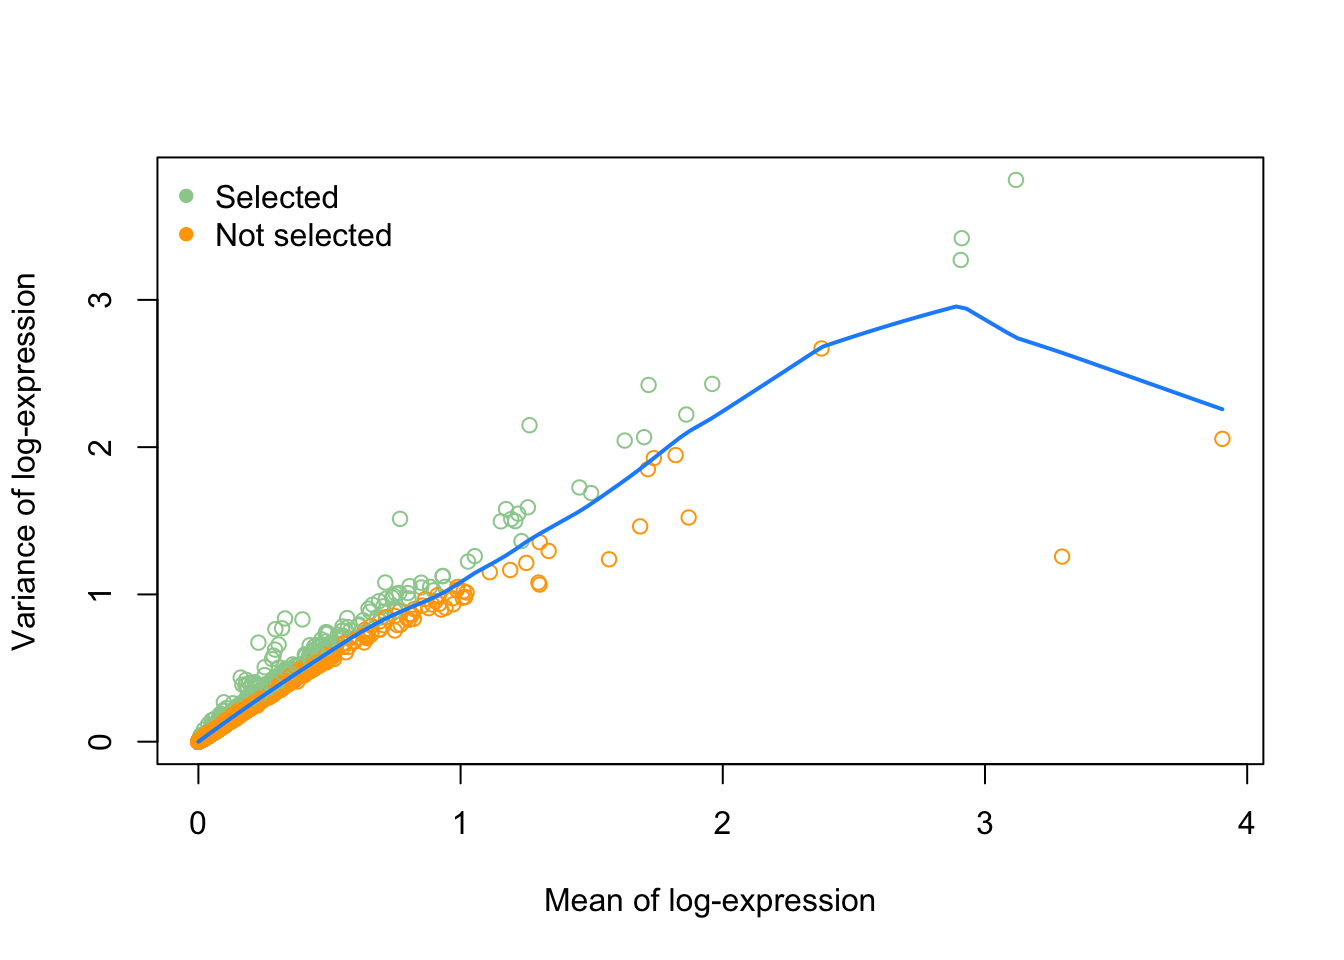 Selected
Not selected
Variance of log-expression
3
2
1
0
0 1 2 3 4
Mean of log-expression